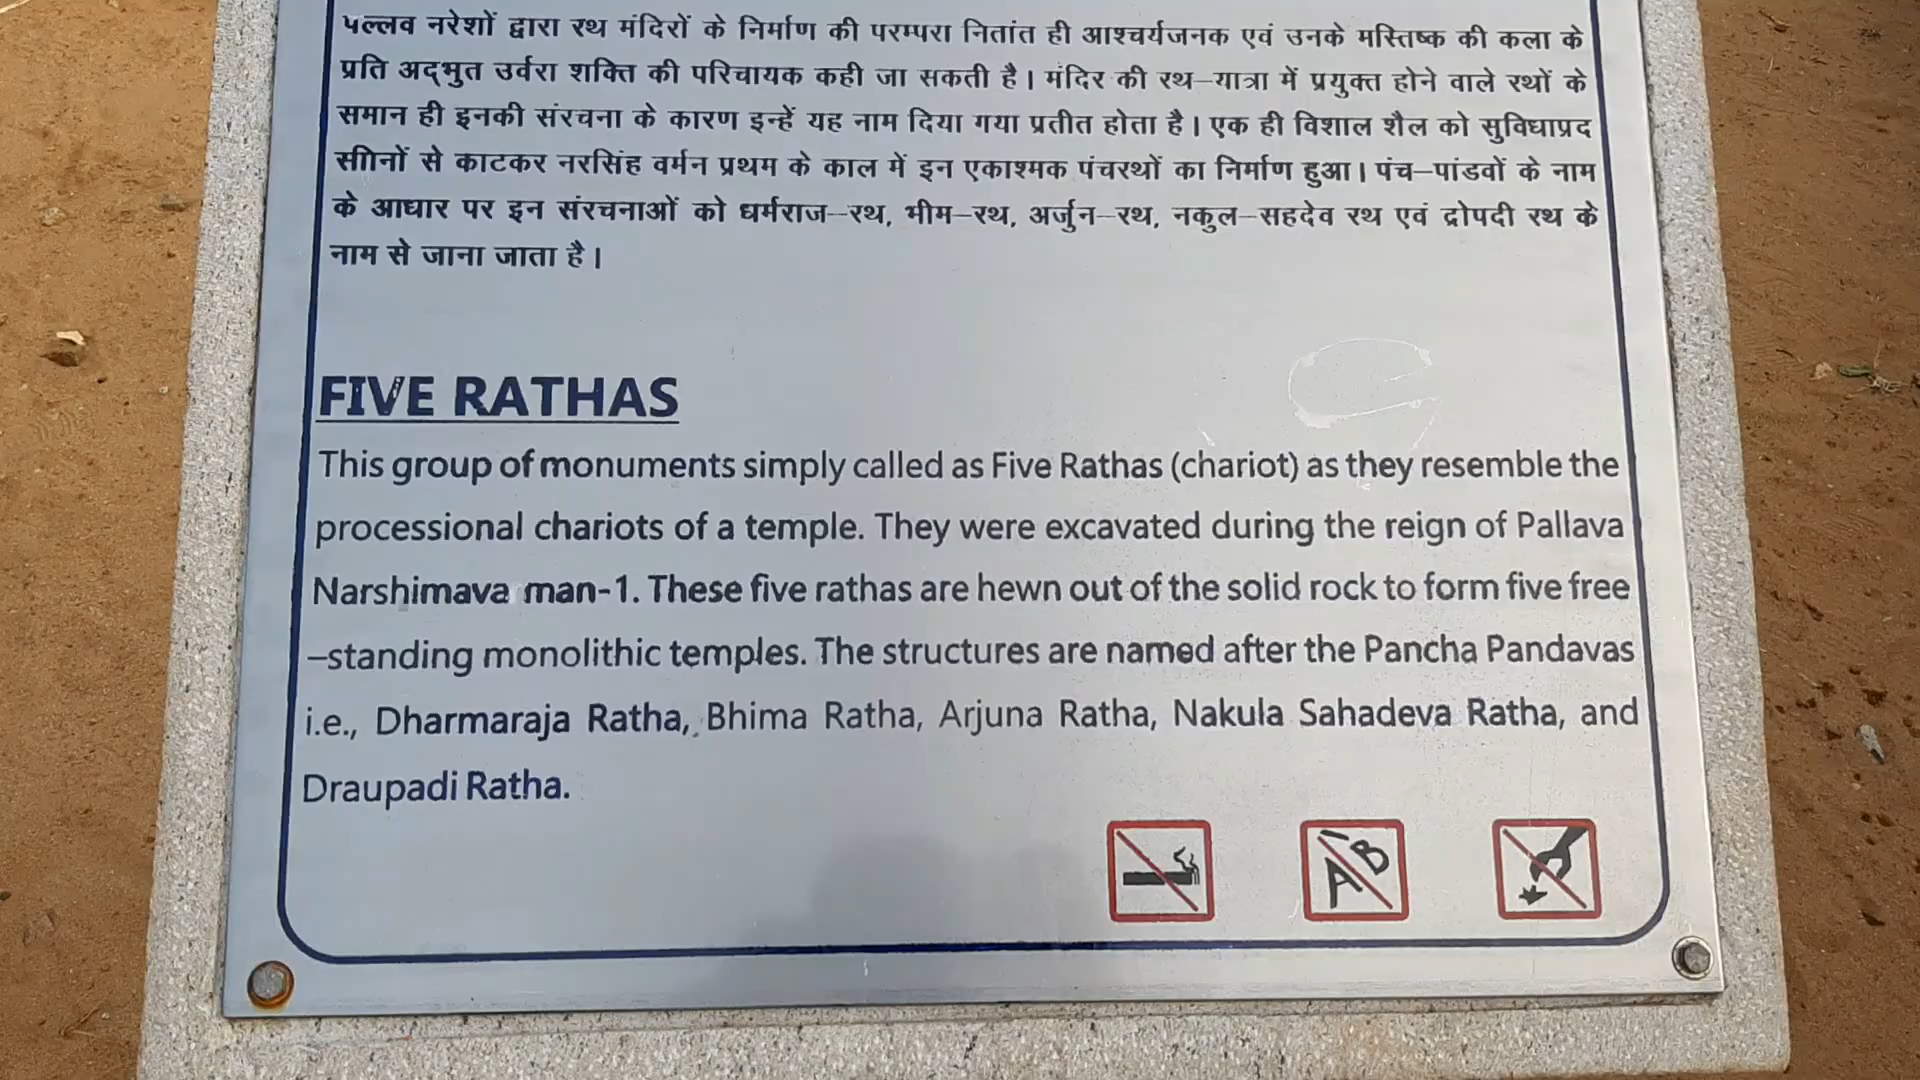 पल्लव नरेशों द्वारा रथ मंदिरों के निर्माण की परम्परा नितांत ही आश्चर्यजनक एवं उनके मस्तिष्क की कला के
प्रति अद्भुत उर्वरा शक्ति की परिचायक कही जा सकती है। मंदिर की रथ–यात्रा में प्रयुक्त होने वाले रथों के
समान ही इनकी संरचना के कारण इन्हें यह नाम दिया गया प्रतीत होता है। एक ही विशाल शैल को सुविधाप्रद
सीानों से काटकर नरसिंह वर्मन प्रथम के काल में इन एकाश्मक पंचरथों का निर्माण हुआ। पंच–पांडवों के नाम
के आधार पर इन संरचनाओं को धर्मराज–रथ, भीम–रथ, अर्जुन–रथ, नकुल–सहदेव रथ एवं द्रोपदी रथ के
नाम से जाना जाता है।
FIVE RATHAS
This group of monuments simply called as Five Rathas (chariot) as they resemble the
processional chariots of a temple. They were excavated during the reign of Pallava
Narshimava man-1. These five rathas are hewn out of the solid rock to form five free
–standing monolithic temples. The structures are named after the Pancha Pandavas
i.e., Dharmaraja Ratha, Bhima Ratha, Arjuna Ratha, Nakula Sahadeva Ratha, and
Draupadi Ratha.
AB